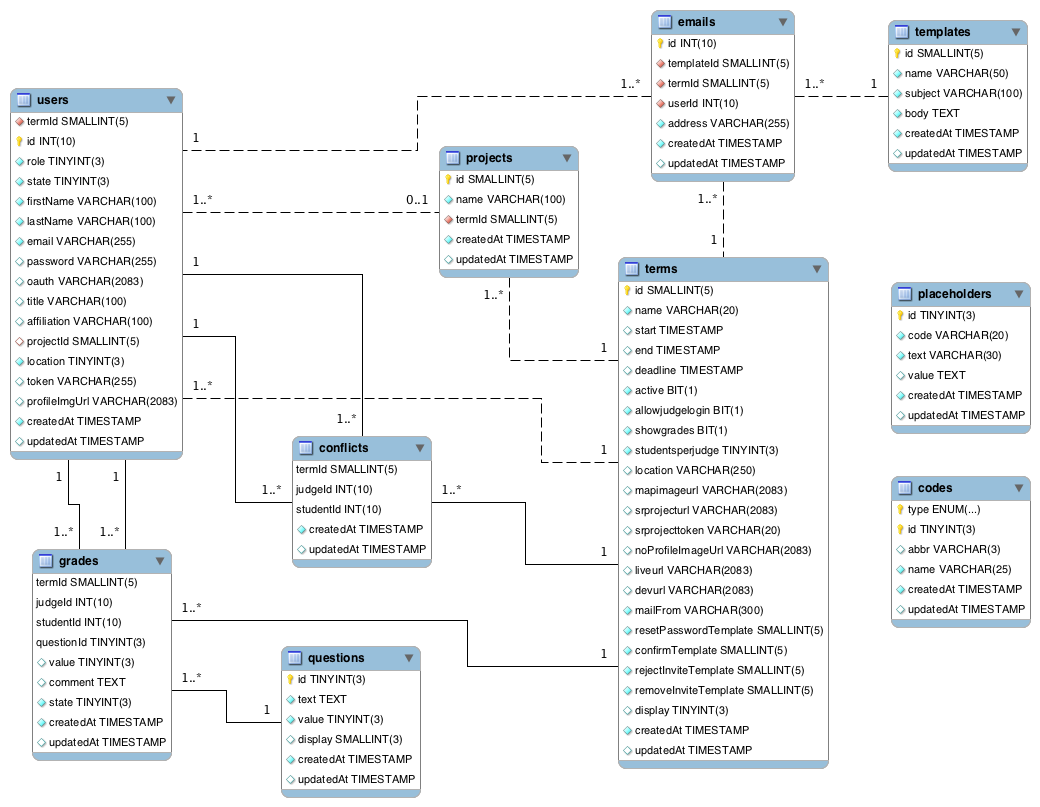 emails
id INT(10)
templateId SMALLINT(5)
termId SMALLINT(5)
userId INT(10)
address VARCHAR(255)
createdAt TIMESTAMP
updatedAt TIMESTAMP
templates
id SMALLINT(5)
name VARCHAR(50)
subject VARCHAR(100)
body TEXT
createdAt TIMESTAMP
updatedAt TIMESTAMP
1..*
1..*
1
users
termId SMALLINT(5)
id INT(10)
role TINYINT(3)
state TINYINT(3)
firstName VARCHAR(100)
lastName VARCHAR(100)
email VARCHAR(255)
password VARCHAR(255)
oauth VARCHAR(2083)
title VARCHAR(100)
affiliation VARCHAR(100)
projectId SMALLINT(5)
location TINYINT(3)
token VARCHAR(255)
profileImgUrl VARCHAR(2083)
createdAt TIMESTAMP
updatedAt TIMESTAMP
1
1..*
0..1
1
1
1..*
projects
id SMALLINT(5)
name VARCHAR(100)
termId SMALLINT(5)
createdAt TIMESTAMP
updatedAt TIMESTAMP
1..*
1
1..*
1
terms
id SMALLINT(5)
name VARCHAR(20)
start TIMESTAMP
end TIMESTAMP
deadline TIMESTAMP
active BIT(1)
allowjudgelogin BIT(1)
showgrades BIT(1)
studentsperjudge TINYINT(3)
location VARCHAR(250)
mapimageurl VARCHAR(2083)
srprojecturl VARCHAR(2083)
srprojecttoken VARCHAR(20)
noProfileImageUrl VARCHAR(2083)
liveurl VARCHAR(2083)
devurl VARCHAR(2083)
mailFrom VARCHAR(300)
resetPasswordTemplate SMALLINT(5)
confirmTemplate SMALLINT(5)
rejectInviteTemplate SMALLINT(5)
removeInviteTemplate SMALLINT(5)
display TINYINT(3)
createdAt TIMESTAMP
updatedAt TIMESTAMP
placeholders
id TINYINT(3)
code VARCHAR(20)
text VARCHAR(30)
value TEXT
createdAt TIMESTAMP
updatedAt TIMESTAMP
codes
type ENUM(...)
id TINYINT(3)
abbr VARCHAR(3)
name VARCHAR(25)
createdAt TIMESTAMP
updatedAt TIMESTAMP
1..*
1
conflicts
termId SMALLINT(5)
judgeId INT(10)
studentId INT(10)
createdAt TIMESTAMP
updatedAt TIMESTAMP
1..*
1..*
1
1
1
1..*
1..*
grades
termId SMALLINT(5)
judgeId INT(10)
studentId INT(10)
questionId TINYINT(3)
value TINYINT(3)
comment TEXT
state TINYINT(3)
createdAt TIMESTAMP
updatedAt TIMESTAMP
1..*
1
1..*
1
questions
id TINYINT(3)
text TEXT
value TINYINT(3)
display SMALLINT(3)
createdAt TIMESTAMP
updatedAt TIMESTAMP